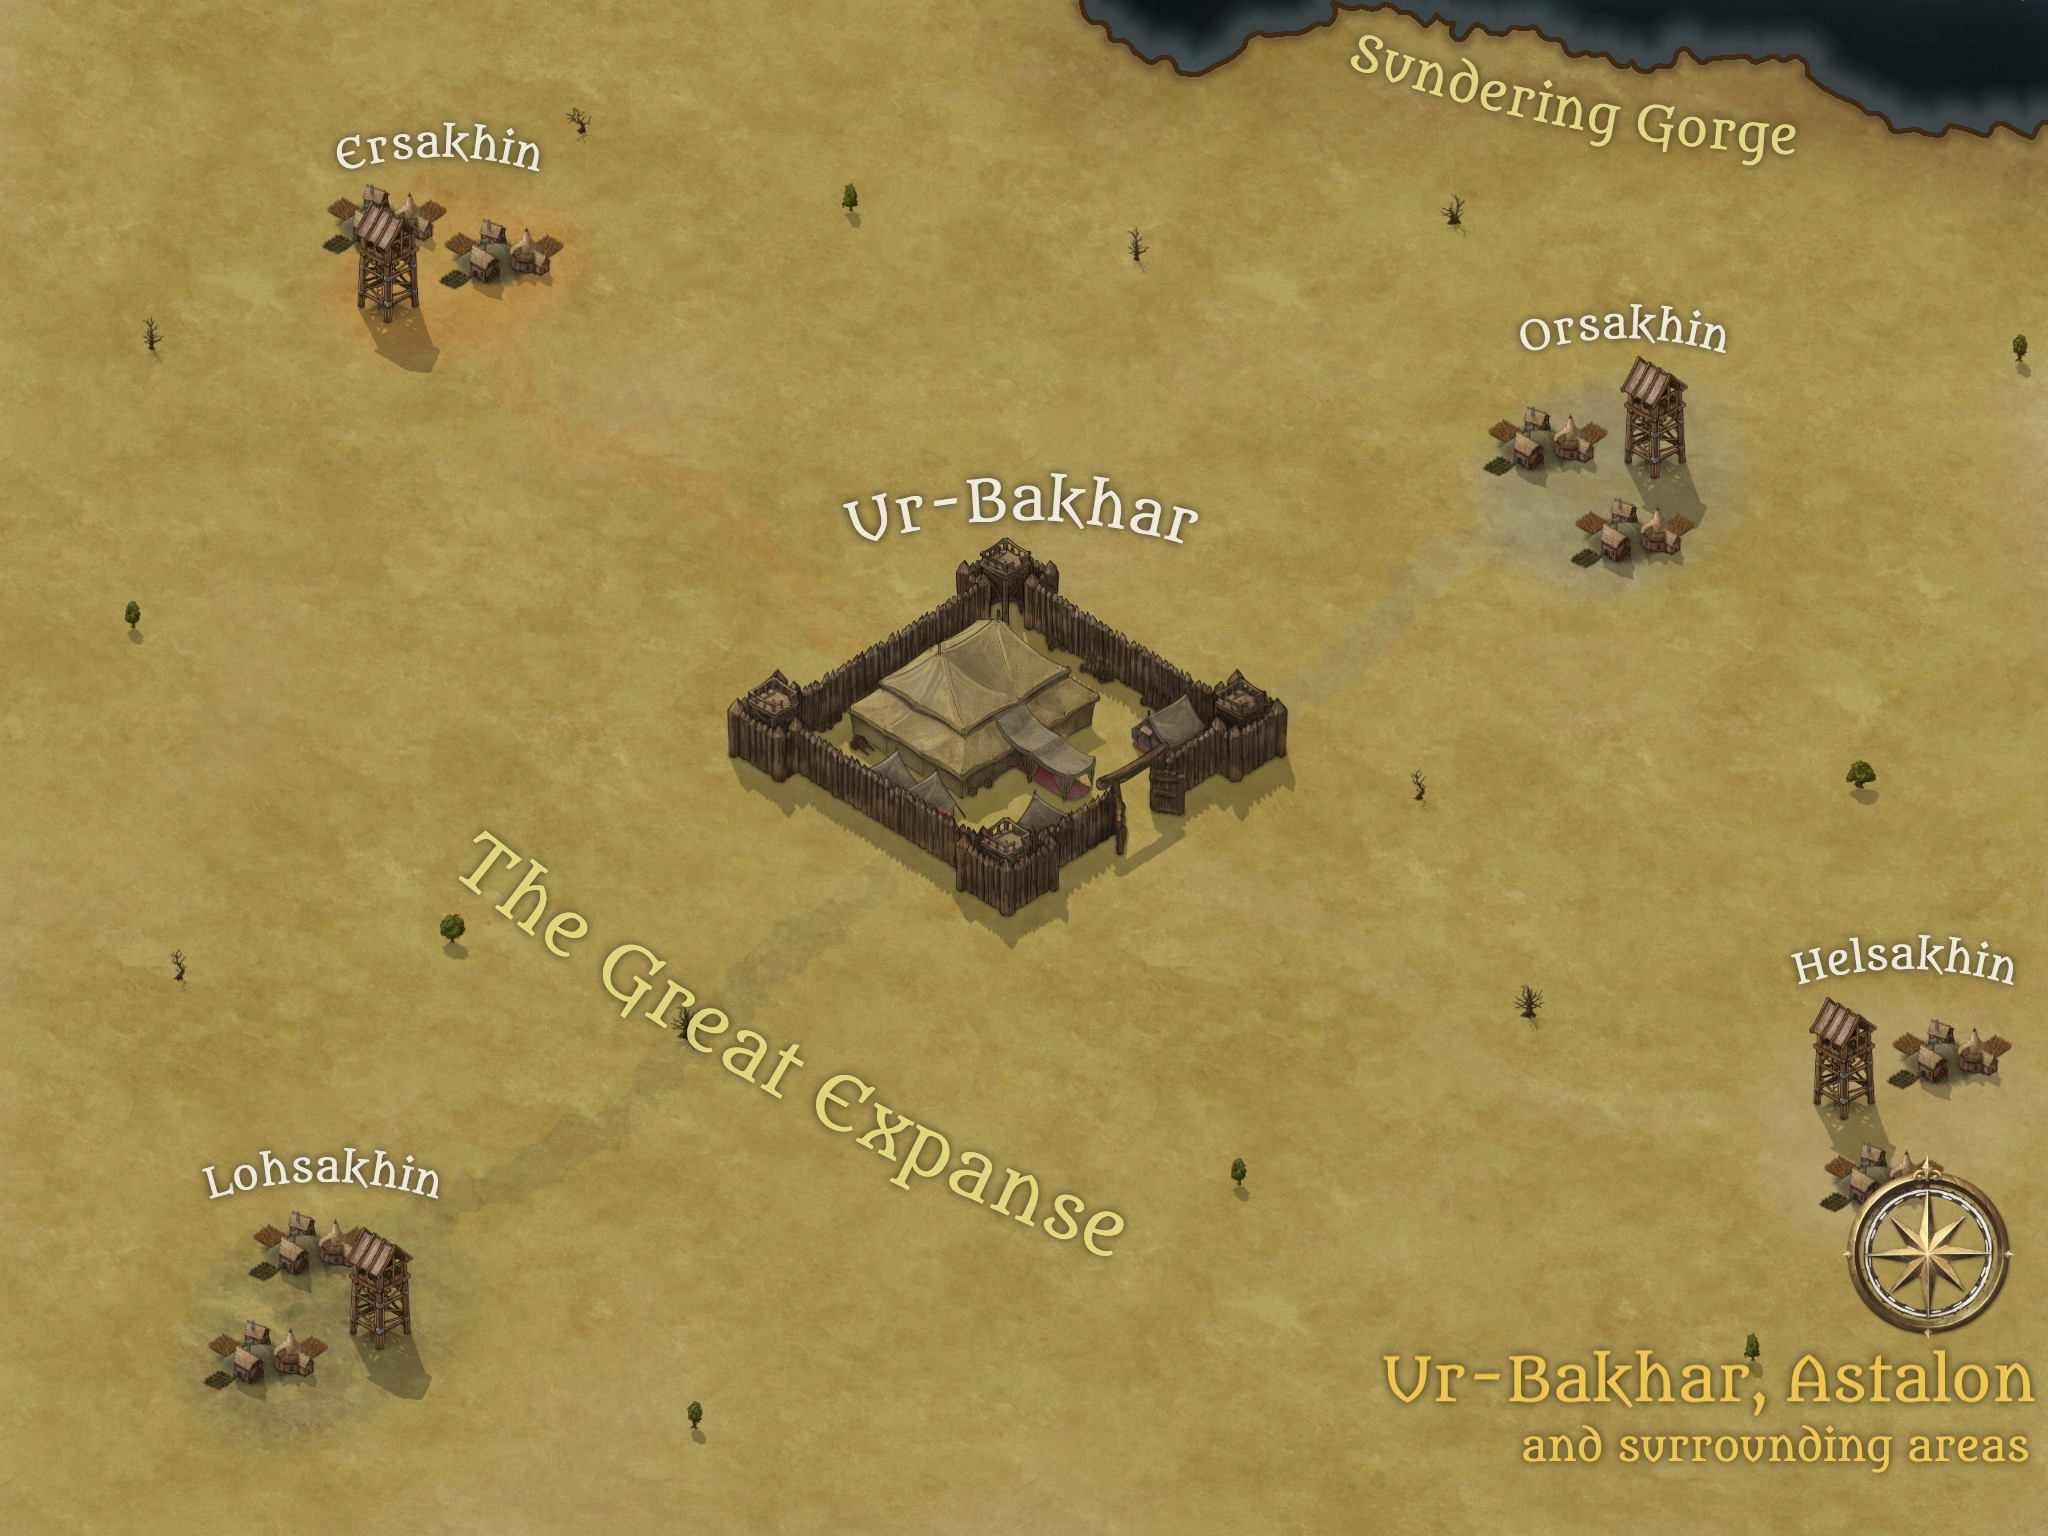 Sundering Gorge
Ersakhin
Orsakhin
Ur-Bakhar
The Great Expanse
Helsakhin
Lohsakhin
Ur-Bakhar, Astalon
and surrounding areas